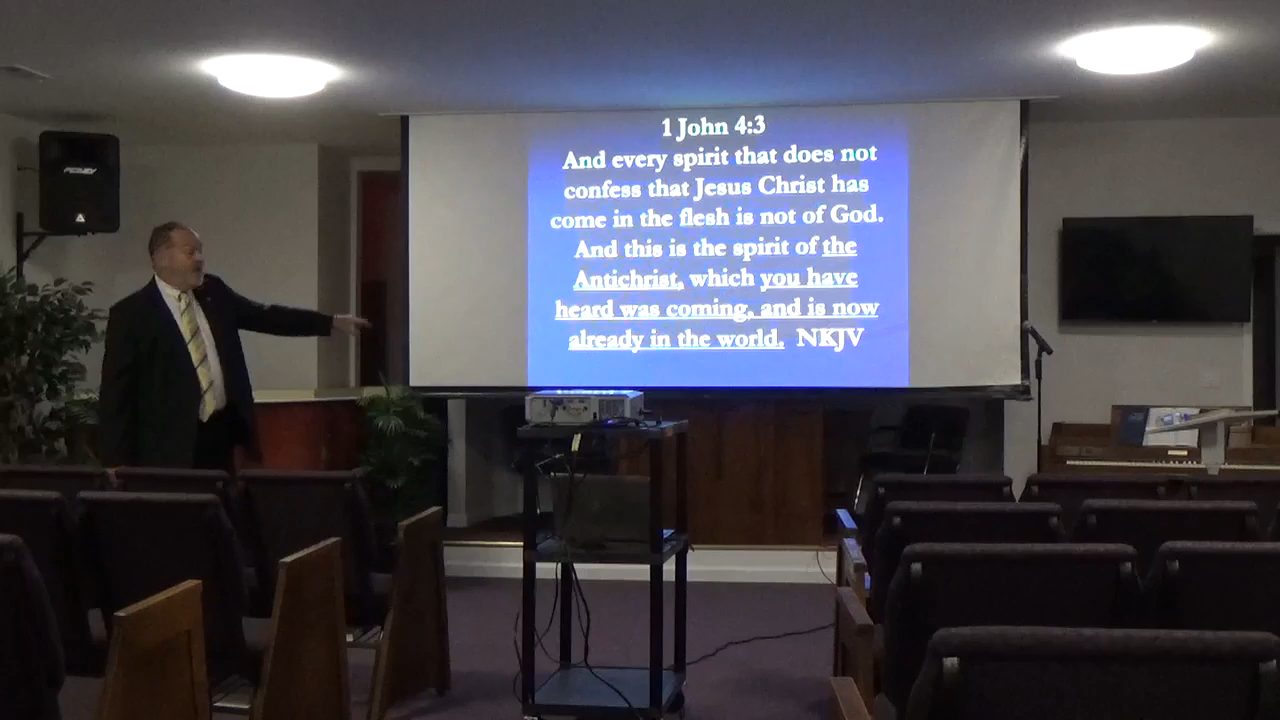 1 John 4:3
And every spirit that does not
confess that Jesus Christ has
come in the flesh is not of God.
And this is the spirit of the
Antichrist, which you have
heard was coming, and is now
already in the world. NKJV
PEAVEY